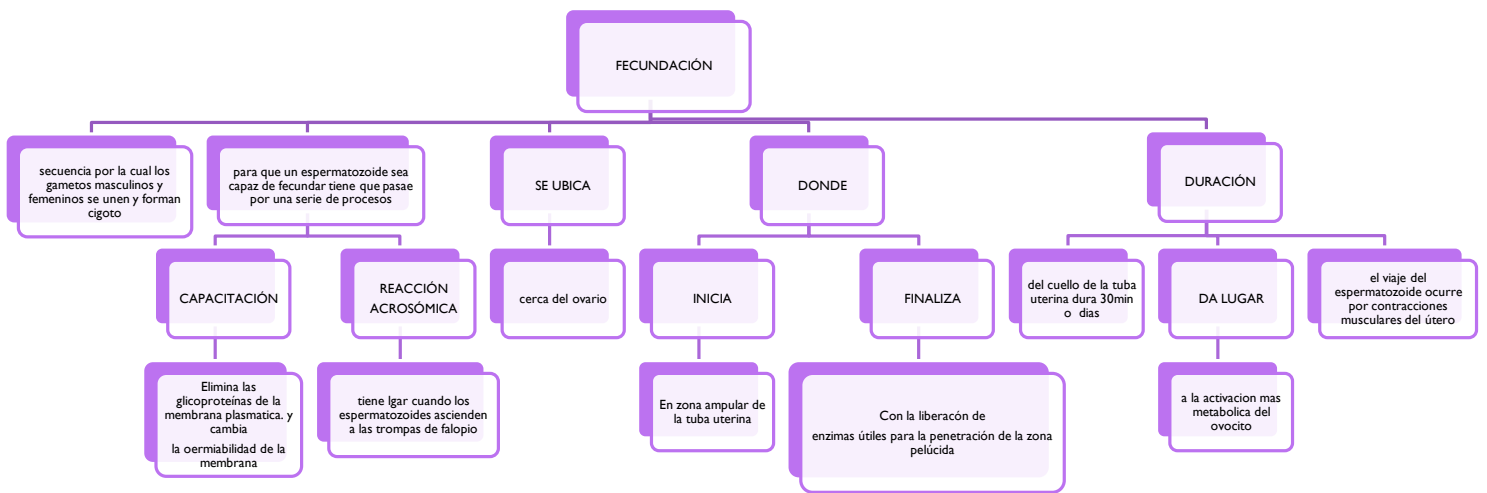 FECUNDACIÓN
secuencia por la cual los
gametos masculinos y
femeninos se unen y forman
cigoto
para que un espermatozoide sea
capaz de fecundar tiene que pasae
por una serie de procesos
SE UBICA
DONDE
DURACIÓN
CAPACITACIÓN
REACCIÓN
ACROSÓMICA
cerca del ovario
INICIA
FINALIZA
del cuello de la tuba
uterina dura 30min
o dias
DA LUGAR
el viaje del
espermatozoide ocurre
por contracciones
musculares del útero
Elimina las
glicoproteínas de la
membrana plasmatica. y
cambia
la oermiabilidad de la
membrana
tiene lgar cuando los
espermatozoides ascienden
a las trompas de falopio
En zona ampular de
la tuba uterina
Con la liberacón de
enzimas útiles para la penetración de la zona
pelúcida
a la activacion mas
metabolica del
ovocito